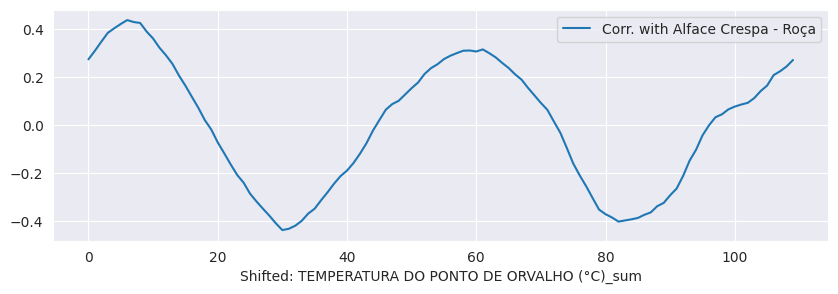 Corr. with Alface Crespa - Roça
0.4
0.2
0.0
−0.2
−0.4
0 20 40 60 80 100
Shifted: TEMPERATURA DO PONTO DE ORVALHO (°C)_sum